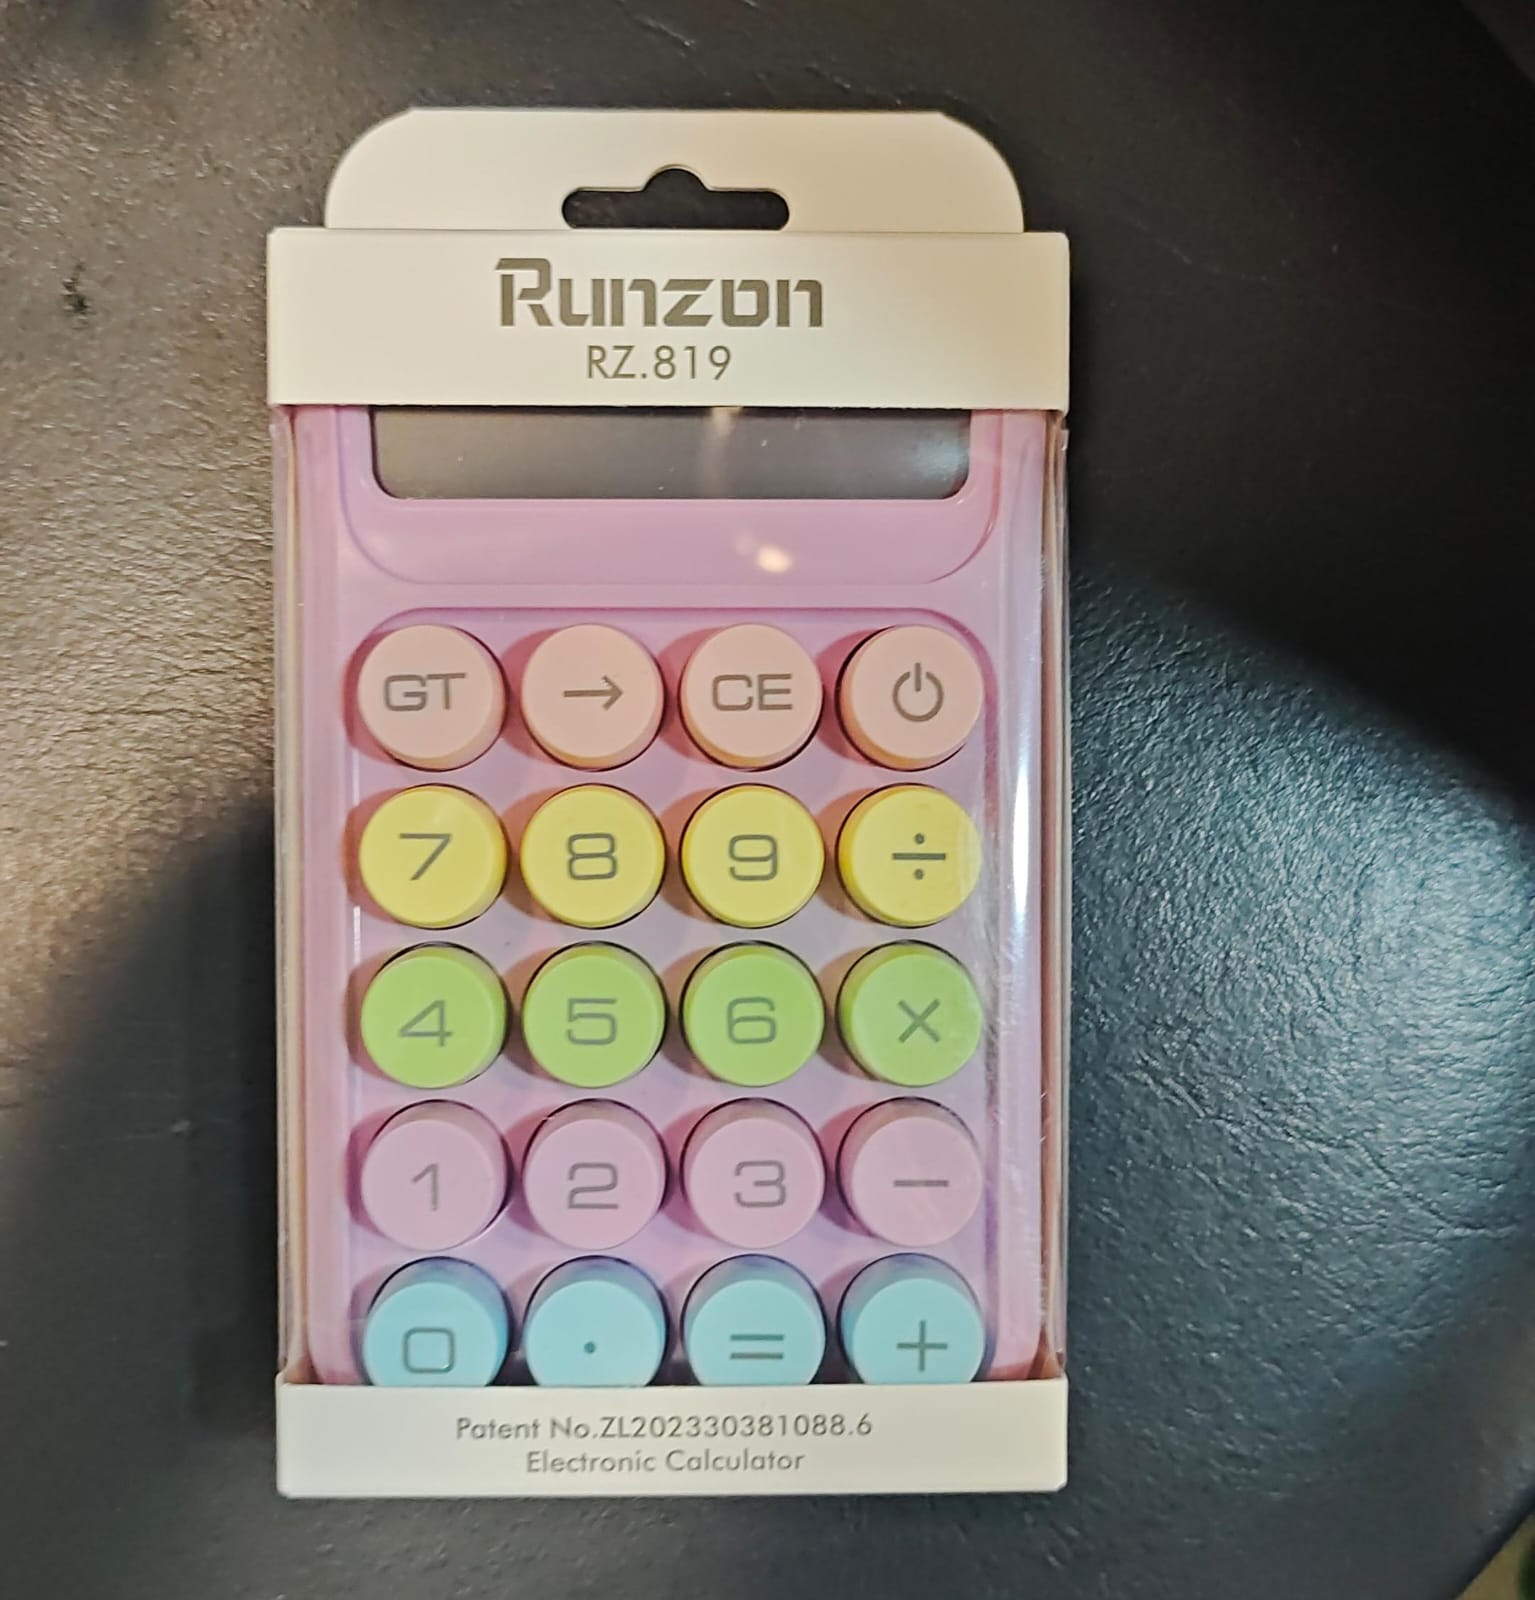 Runzon
RZ.819
GT → CE ⏻
7 8 9 ÷
4 5 6 ×
1 2 3 −
0 . = +
Patent No.ZL202330381088.6
Electronic Calculator